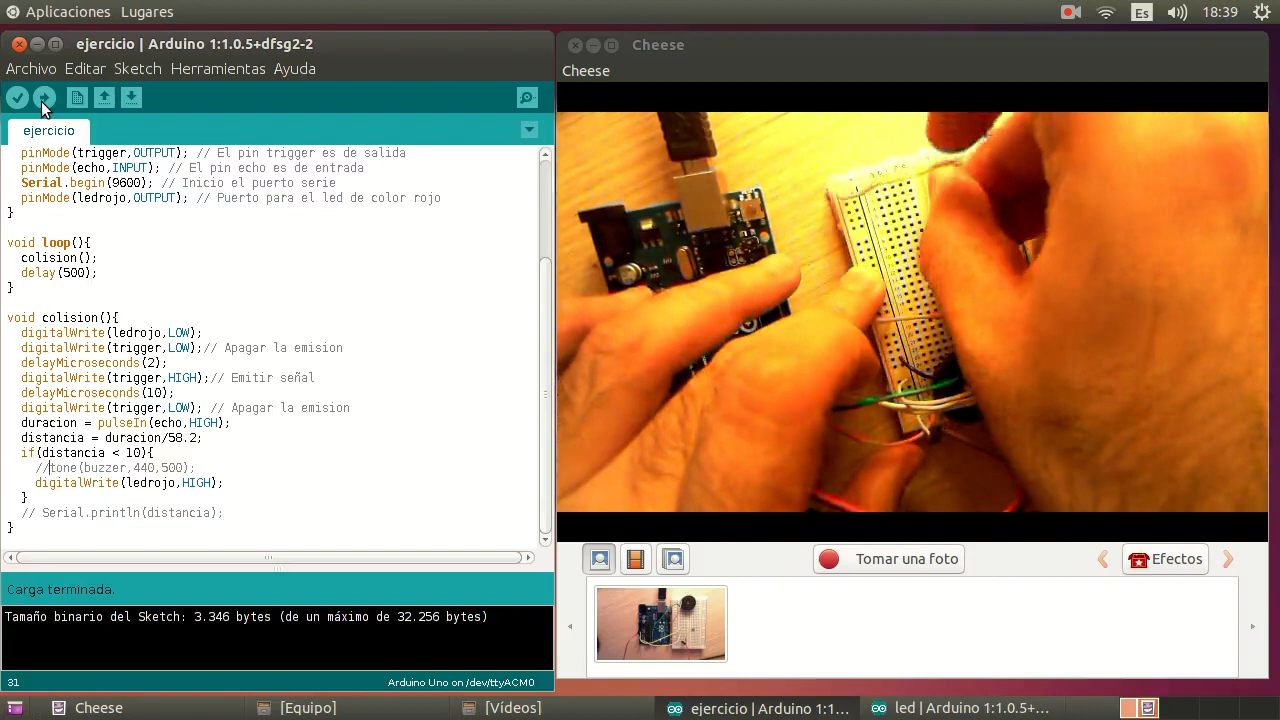 Aplicaciones Lugares
Es 18:39
ejercicio | Arduino 1:1.0.5+dfsg2-2
Archivo Editar Sketch Herramientas Ayuda
ejercicio
pinMode(trigger,OUTPUT); // El pin trigger es de salida
pinMode(echo,INPUT); // El pin echo es de entrada
Serial.begin(9600); // Inicio el puerto serie
pinMode(ledrojo,OUTPUT); // Puerto para el led de color rojo
}
void loop(){
colision();
delay(500);
}
void colision(){
digitalWrite(ledrojo,LOW);
digitalWrite(trigger,LOW);// Apagar la emision
delayMicroseconds(2);
digitalWrite(trigger,HIGH);// Emitir señal
delayMicroseconds(10);
digitalWrite(trigger,LOW); // Apagar la emision
duracion = pulseIn(echo,HIGH);
distancia = duracion/58.2;
if(distancia < 10){
//tone(buzzer,440,500);
digitalWrite(ledrojo,HIGH);
}
// Serial.println(distancia);
}
Carga terminada.
Tamaño binario del Sketch: 3.346 bytes (de un máximo de 32.256 bytes)
31 Arduino Uno on /dev/ttyACM0
Cheese
Cheese
Tomar una foto
Efectos
Cheese [Equipo] [Vídeos] ejercicio | Arduino 1:1... led | Arduino 1:1.0.5+...